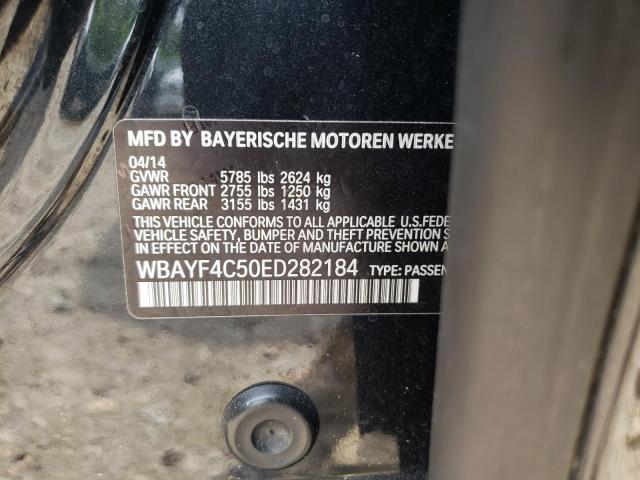 MFD BY BAYERISCHE MOTOREN WERKE
04/14
GVWR 5785 lbs 2624 kg
GAWR FRONT 2755 lbs 1250 kg
GAWR REAR 3155 lbs 1431 kg
THIS VEHICLE CONFORMS TO ALL APPLICABLE U.S.FEDE
VEHICLE SAFETY, BUMPER AND THEFT PREVENTION S
IN EFFECT ON THE DATE OF MANUFACTURE SHOWN A
WBAYF4C50ED282184 TYPE: PASSEN